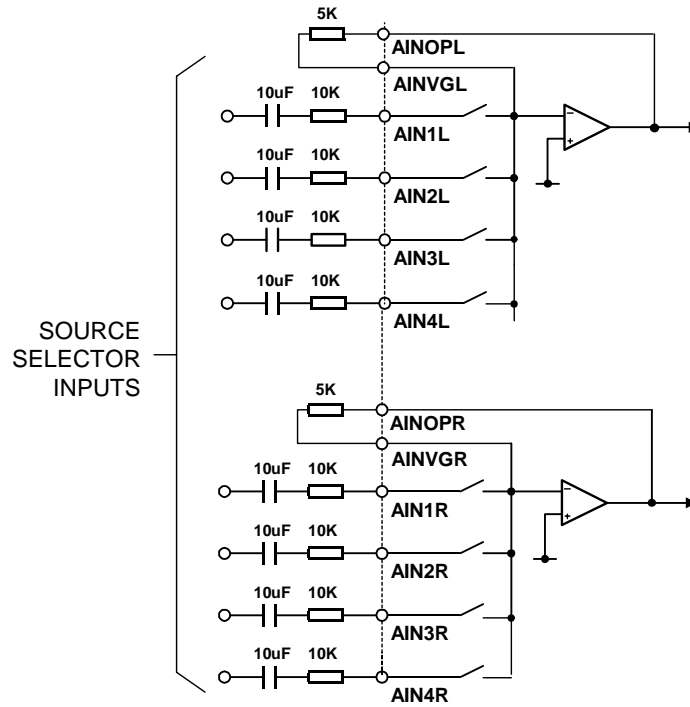 5K
AINOPL
AINVGL
10uF 10K
AIN1L
10uF 10K
AIN2L
10uF 10K
AIN3L
10uF 10K
AIN4L
SOURCE
SELECTOR
INPUTS
5K
AINOPR
AINVGR
10uF 10K
AIN1R
10uF 10K
AIN2R
10uF 10K
AIN3R
10uF 10K
AIN4R